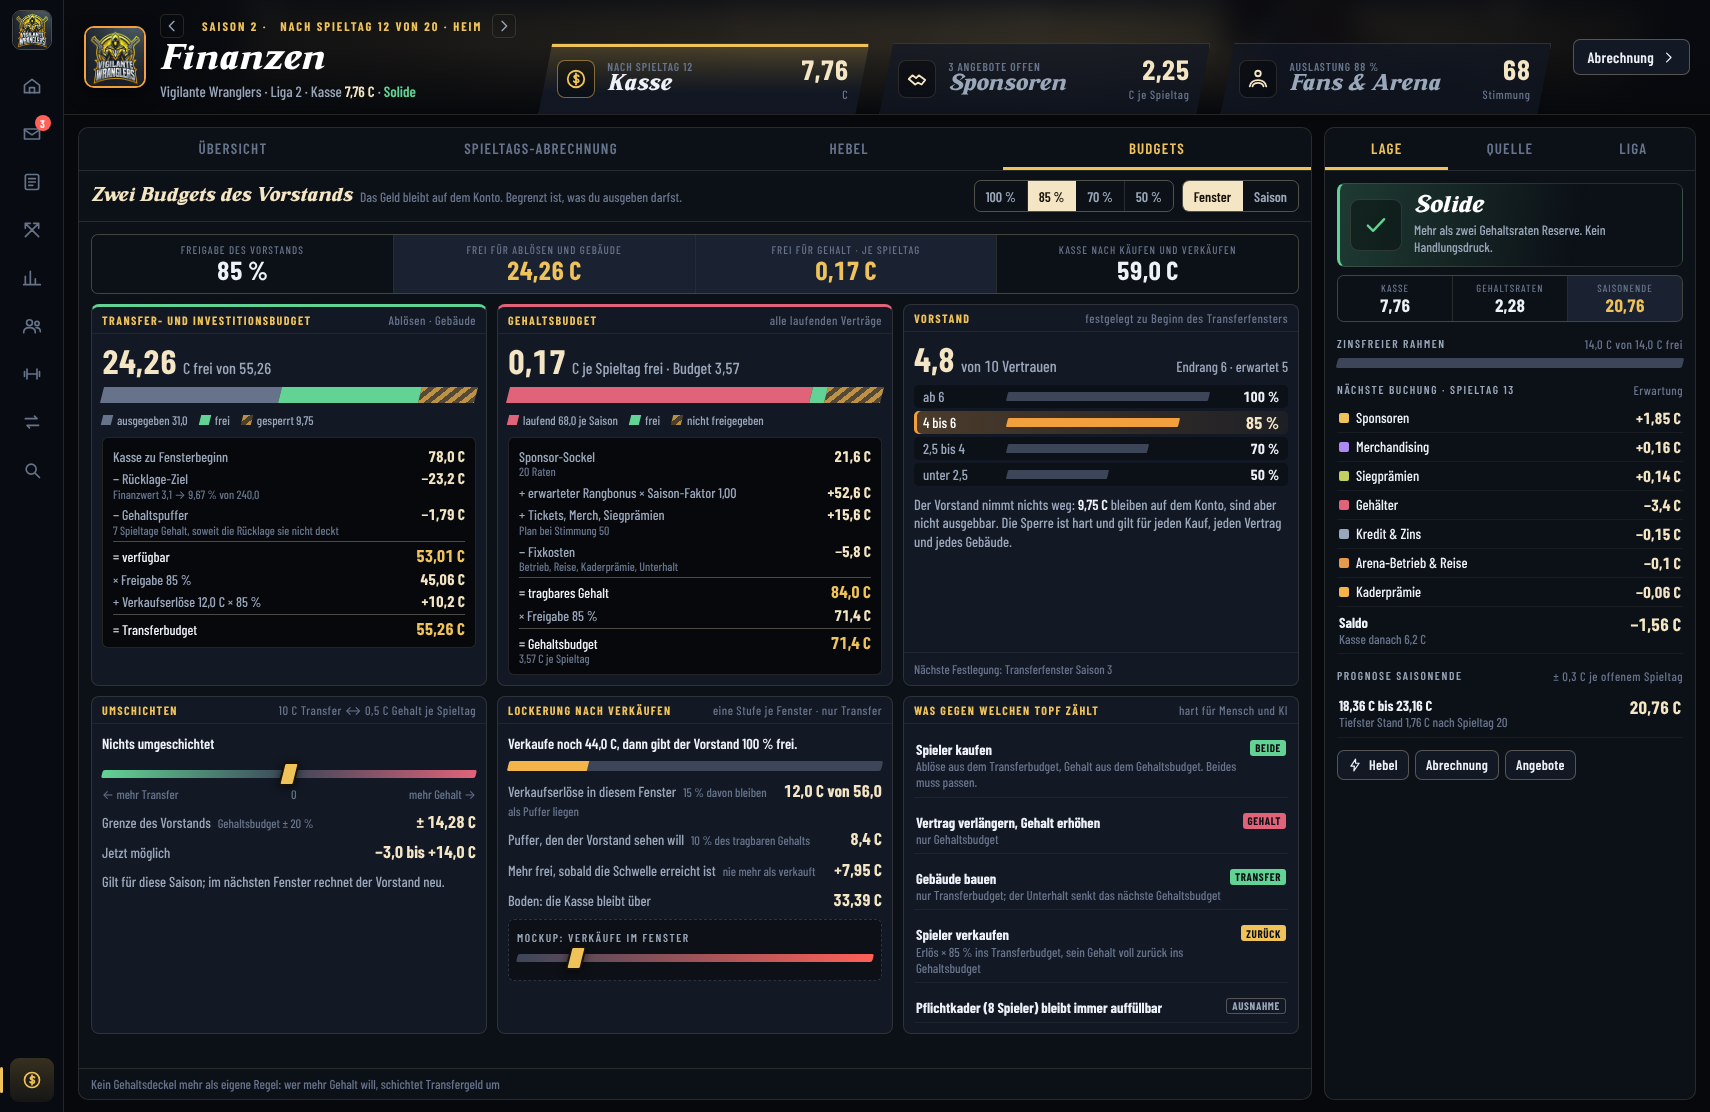 VIGILANTE WRANGLERS
3
SAISON 2 · NACH SPIELTAG 12 VON 20 · HEIM
VIGILANTE WRANGLERS
Finanzen
Vigilante Wranglers · Liga 2 · Kasse 7,76 C · Solide
NACH SPIELTAG 12
Kasse
7,76
C
3 ANGEBOTE OFFEN
Sponsoren
2,25
C je Spieltag
AUSLASTUNG 88 %
Fans & Arena
68
Stimmung
Abrechnung
ÜBERSICHT
SPIELTAGS-ABRECHNUNG
HEBEL
BUDGETS
Zwei Budgets des Vorstands Das Geld bleibt auf dem Konto. Begrenzt ist, was du ausgeben darfst.
100 % 85 % 70 % 50 %
Fenster Saison
FREIGABE DES VORSTANDS
85 %
FREI FÜR ABLÖSEN UND GEBÄUDE
24,26 C
FREI FÜR GEHALT · JE SPIELTAG
0,17 C
KASSE NACH KÄUFEN UND VERKÄUFEN
59,0 C
TRANSFER- UND INVESTITIONSBUDGET Ablösen · Gebäude
24,26 C frei von 55,26
ausgegeben 31,0 frei gesperrt 9,75
Kasse zu Fensterbeginn 78,0 C
− Rücklage-Ziel −23,2 C
Finanzwert 3,1 → 9,67 % von 240,0
− Gehaltspuffer −1,79 C
7 Spieltage Gehalt, soweit die Rücklage sie nicht deckt
= verfügbar 53,01 C
× Freigabe 85 % 45,06 C
+ Verkaufserlöse 12,0 C × 85 % +10,2 C
= Transferbudget 55,26 C
GEHALTSBUDGET alle laufenden Verträge
0,17 C je Spieltag frei · Budget 3,57
laufend 68,0 je Saison frei nicht freigegeben
Sponsor-Sockel 21,6 C
20 Raten
+ erwarteter Rangbonus × Saison-Faktor 1,00 +52,6 C
+ Tickets, Merch, Siegprämien +15,6 C
Plan bei Stimmung 50
− Fixkosten −5,8 C
Betrieb, Reise, Kaderprämie, Unterhalt
= tragbares Gehalt 84,0 C
× Freigabe 85 % 71,4 C
= Gehaltsbudget 71,4 C
3,57 C je Spieltag
VORSTAND festgelegt zu Beginn des Transferfensters
4,8 von 10 Vertrauen Endrang 6 · erwartet 5
ab 6 100 %
4 bis 6 85 %
2,5 bis 4 70 %
unter 2,5 50 %
Der Vorstand nimmt nichts weg: 9,75 C bleiben auf dem Konto, sind aber
nicht ausgebbar. Die Sperre ist hart und gilt für jeden Kauf, jeden Vertrag
und jedes Gebäude.
Nächste Festlegung: Transferfenster Saison 3
UMSCHICHTEN 10 C Transfer ↔ 0,5 C Gehalt je Spieltag
Nichts umgeschichtet
← mehr Transfer 0 mehr Gehalt →
Grenze des Vorstands Gehaltsbudget ± 20 % ± 14,28 C
Jetzt möglich −3,0 bis +14,0 C
Gilt für diese Saison; im nächsten Fenster rechnet der Vorstand neu.
LOCKERUNG NACH VERKÄUFEN eine Stufe je Fenster · nur Transfer
Verkaufe noch 44,0 C, dann gibt der Vorstand 100 % frei.
Verkaufserlöse in diesem Fenster 15 % davon bleiben 12,0 C von 56,0
als Puffer liegen
Puffer, den der Vorstand sehen will 10 % des tragbaren Gehalts 8,4 C
Mehr frei, sobald die Schwelle erreicht ist nie mehr als verkauft +7,95 C
Boden: die Kasse bleibt über 33,39 C
MOCKUP: VERKÄUFE IM FENSTER
WAS GEGEN WELCHEN TOPF ZÄHLT hart für Mensch und KI
Spieler kaufen BEIDE
Ablöse aus dem Transferbudget, Gehalt aus dem Gehaltsbudget. Beides
muss passen.
Vertrag verlängern, Gehalt erhöhen GEHALT
nur Gehaltsbudget
Gebäude bauen TRANSFER
nur Transferbudget; der Unterhalt senkt das nächste Gehaltsbudget
Spieler verkaufen ZURÜCK
Erlös × 85 % ins Transferbudget, sein Gehalt voll zurück ins
Gehaltsbudget
Pflichtkader (8 Spieler) bleibt immer auffüllbar AUSNAHME
Kein Gehaltsdeckel mehr als eigene Regel: wer mehr Gehalt will, schichtet Transfergeld um
LAGE
QUELLE
LIGA
Solide
Mehr als zwei Gehaltsraten Reserve. Kein
Handlungsdruck.
KASSE
7,76
GEHALTSRATEN
2,28
SAISONENDE
20,76
ZINSFREIER RAHMEN 14,0 C von 14,0 C frei
NÄCHSTE BUCHUNG · SPIELTAG 13 Erwartung
Sponsoren +1,85 C
Merchandising +0,16 C
Siegprämien +0,14 C
Gehälter −3,4 C
Kredit & Zins −0,15 C
Arena-Betrieb & Reise −0,1 C
Kaderprämie −0,06 C
Saldo −1,56 C
Kasse danach 6,2 C
PROGNOSE SAISONENDE ± 0,3 C je offenem Spieltag
18,36 C bis 23,16 C 20,76 C
Tiefster Stand 1,76 C nach Spieltag 20
Hebel Abrechnung Angebote